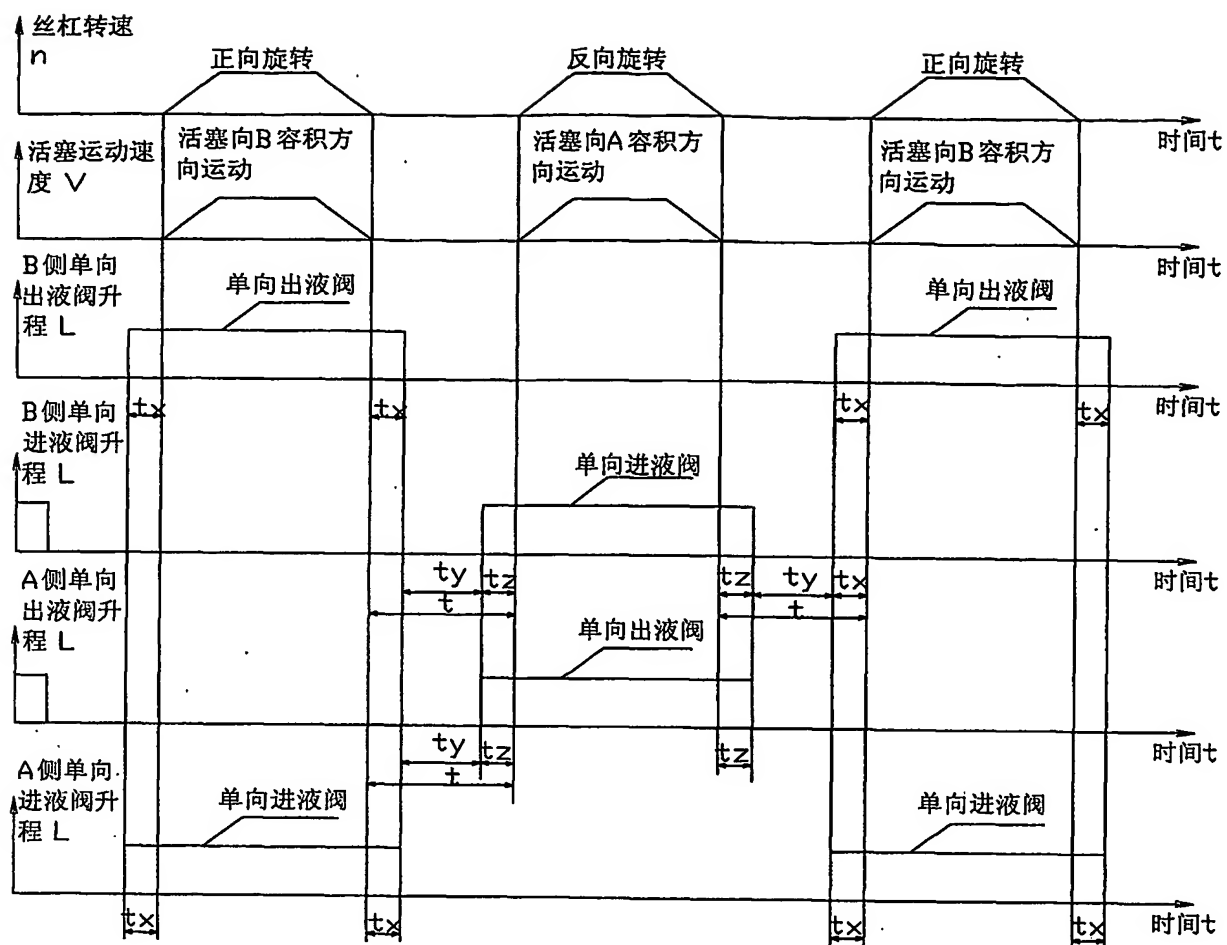 丝杠转速
n
正向旋转
反向旋转
正向旋转
时间t
活塞运动速
度 V
活塞向B容积方
向运动
活塞向A容积方
向运动
活塞向B容积方
向运动
时间t
B侧单向
出液阀升
程 L
单向出液阀
单向出液阀
时间t
tx
tx
tx
tx
B侧单向
进液阀升
程 L
单向进液阀
时间t
ty
tz
t
tz
ty
tx
t
A侧单向
出液阀升
程 L
单向出液阀
时间t
ty
tz
t
tz
A侧单向
进液阀升
程 L
单向进液阀
单向进液阀
时间t
tx
tx
tx
tx